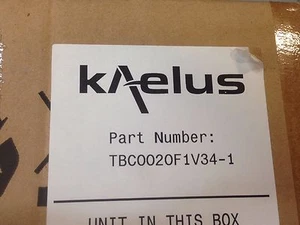 kaelus
Part Number:
TBC0020F1V34-1
UNIT IN THIS BOX